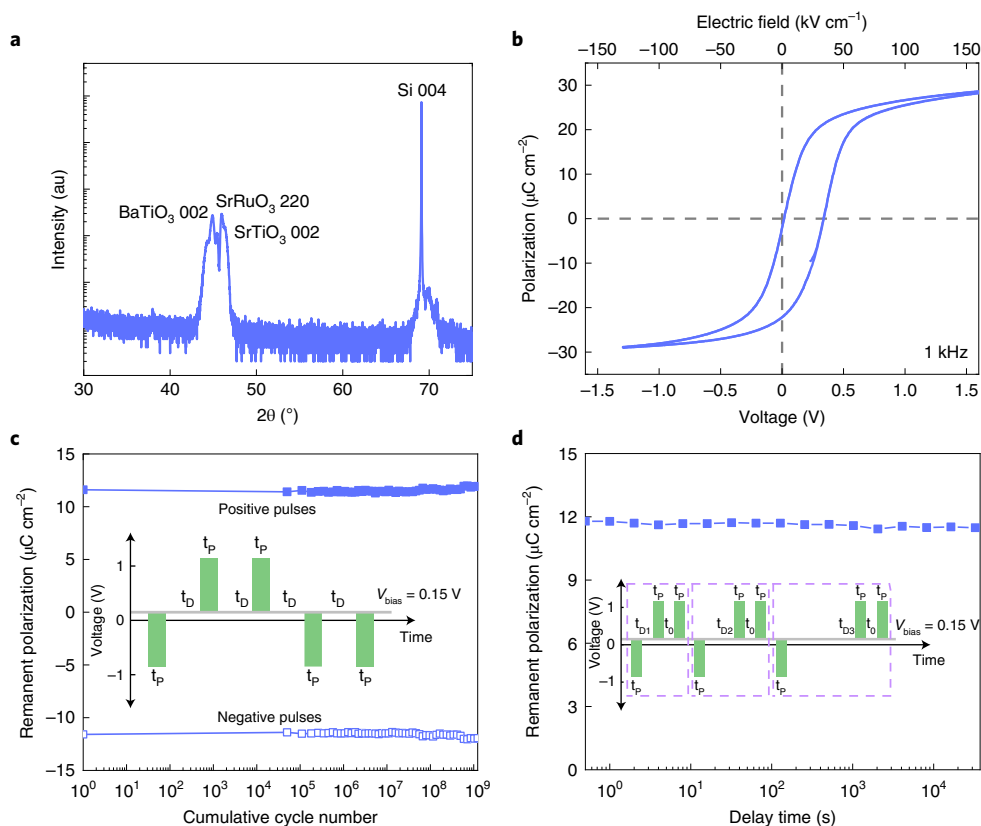 a
Si 004
SrRuO₃ 220
BaTiO₃ 002
SrTiO₃ 002
Intensity (au)
30 40 50 60 70
2θ (°)
b
Electric field (kV cm⁻¹)
−150 −100 −50 0 50 100 150
30
20
10
0
−10
−20
−30
Polarization (μC cm⁻²)
1 kHz
−1.5 −1.0 −0.5 0 0.5 1.0 1.5
Voltage (V)
c
15
10
5
0
−5
−10
−15
Remanent polarization (μC cm⁻²)
Positive pulses
t_P t_P
1
t_D t_D t_D t_D
V_bias = 0.15 V
0
Time
Voltage (V)
−1
t_P t_P t_P
Negative pulses
10⁰ 10¹ 10² 10³ 10⁴ 10⁵ 10⁶ 10⁷ 10⁸ 10⁹
Cumulative cycle number
d
15
12
9
6
3
0
Remanent polarization (μC cm⁻²)
t_P t_P t_P t_P t_P t_P
1
t_D1 t_0 t_D2 t_0 t_D3 t_0
V_bias = 0.15 V
0
Time
Voltage (V)
−1
t_P t_P t_P
10⁰ 10¹ 10² 10³ 10⁴
Delay time (s)